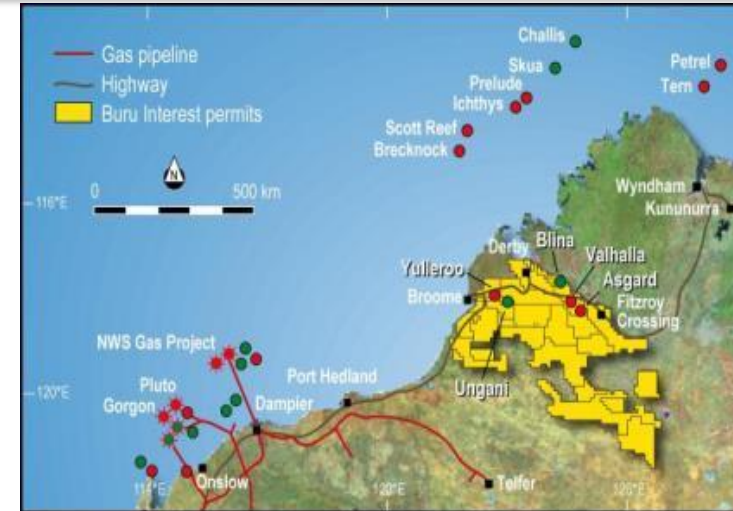 Gas pipeline
Highway
Buru Interest permits
N
0 500 km
Challis
Skua
Prelude
Ichthys
Petrel
Tern
Scott Reef
Brecknock
116°E
Wyndham
Kununurra
Derby
Blina
Valhalla
Yulleroo
Asgard
Broome
Fitzroy
Crossing
NWS Gas Project
Port Hedland
Ungani
Pluto
Gorgon
Dampier
120°E
Onslow
Telfer
114°E
120°E
126°E